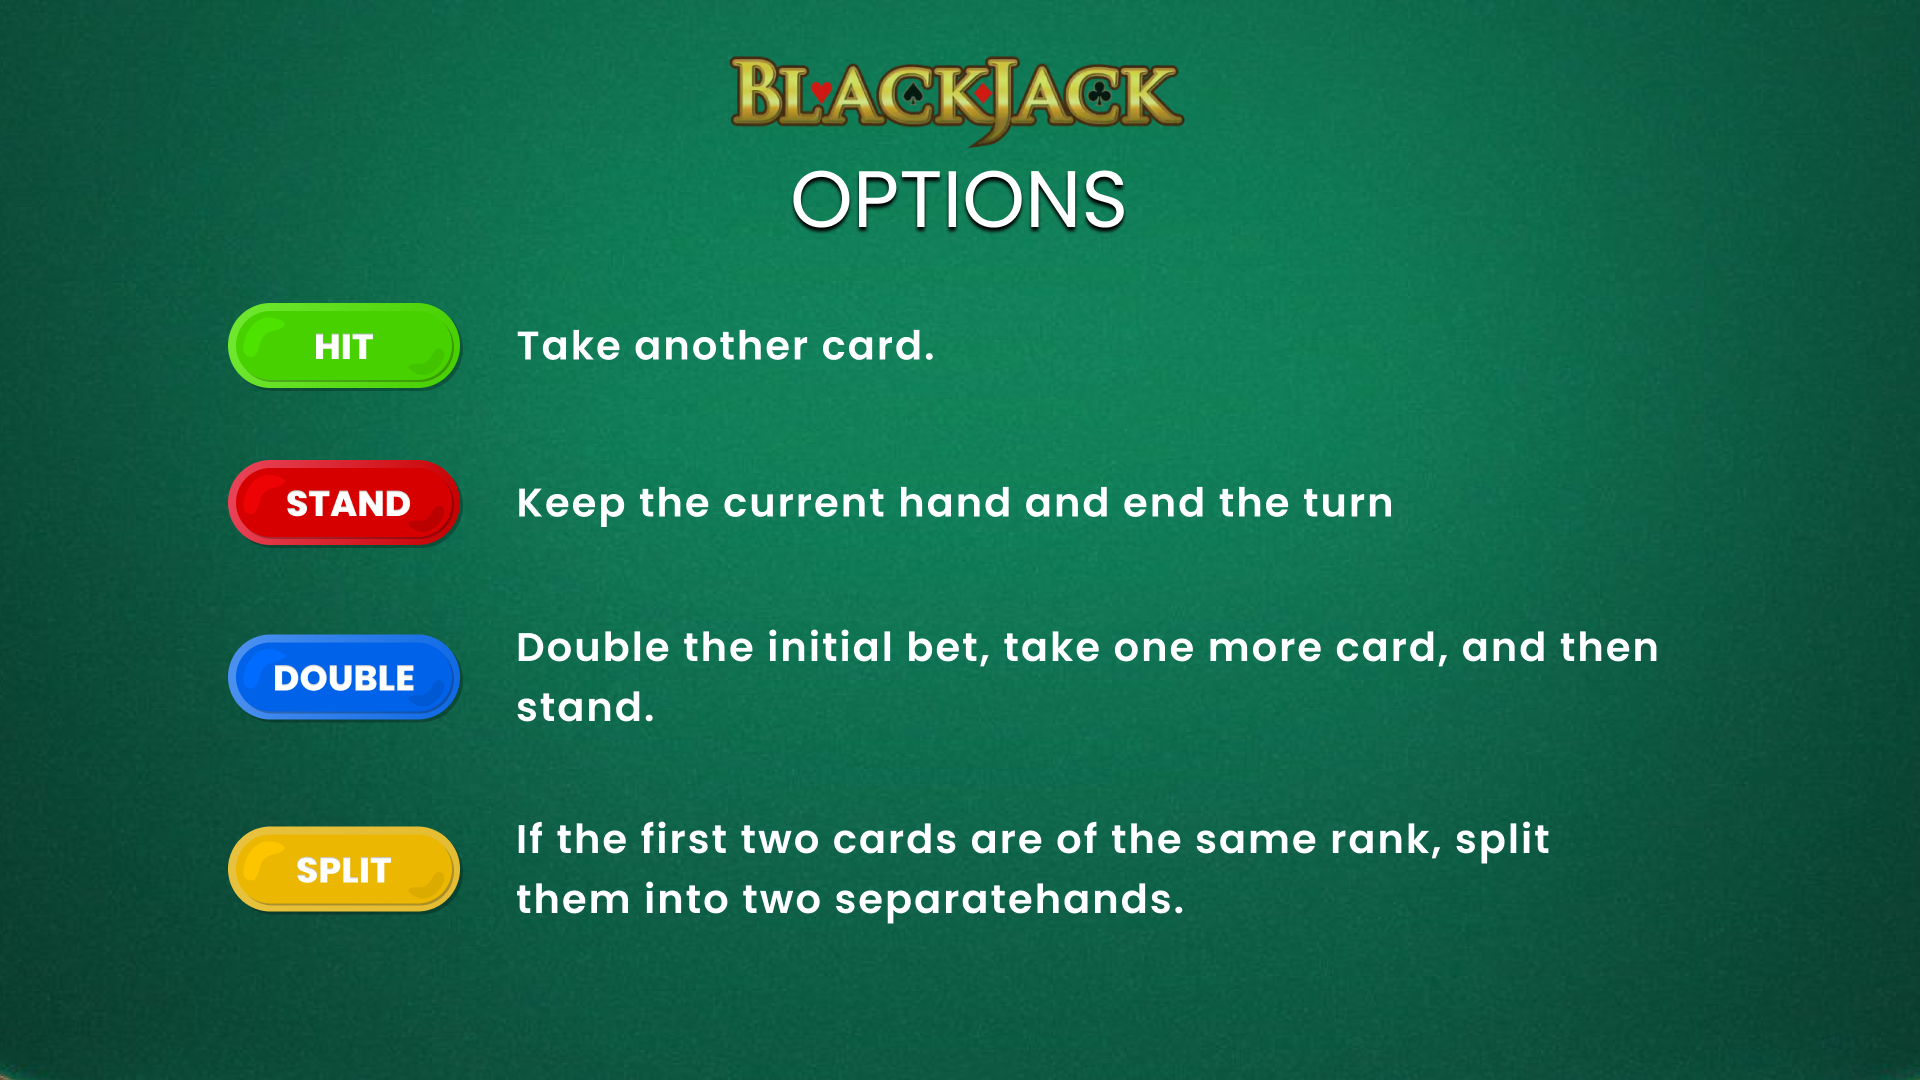 BLACKJACK
OPTIONS
HIT
Take another card.
STAND
Keep the current hand and end the turn
DOUBLE
Double the initial bet, take one more card, and then
stand.
SPLIT
If the first two cards are of the same rank, split
them into two separatehands.